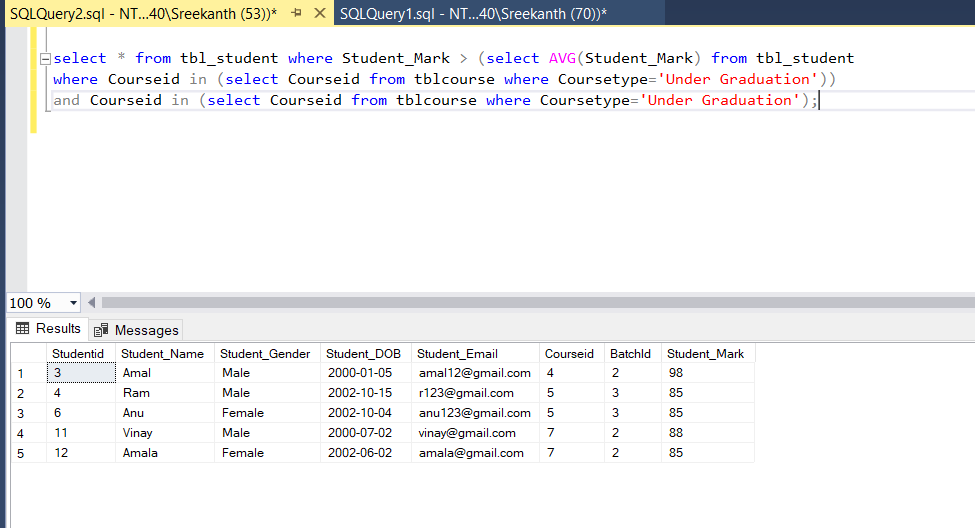 SQLQuery2.sql - NT...40\Sreekanth (53))* SQLQuery1.sql - NT...40\Sreekanth (70))*
select * from tbl_student where Student_Mark > (select AVG(Student_Mark) from tbl_student
where Courseid in (select Courseid from tblcourse where Coursetype='Under Graduation'))
and Courseid in (select Courseid from tblcourse where Coursetype='Under Graduation');
100 %
Results Messages
Studentid Student_Name Student_Gender Student_DOB Student_Email Courseid BatchId Student_Mark
1 3 Amal Male 2000-01-05 amal12@gmail.com 4 2 98
2 4 Ram Male 2002-10-15 r123@gmail.com 5 3 85
3 6 Anu Female 2002-10-04 anu123@gmail.com 5 3 85
4 11 Vinay Male 2000-07-02 vinay@gmail.com 7 2 88
5 12 Amala Female 2002-06-02 amala@gmail.com 7 2 85